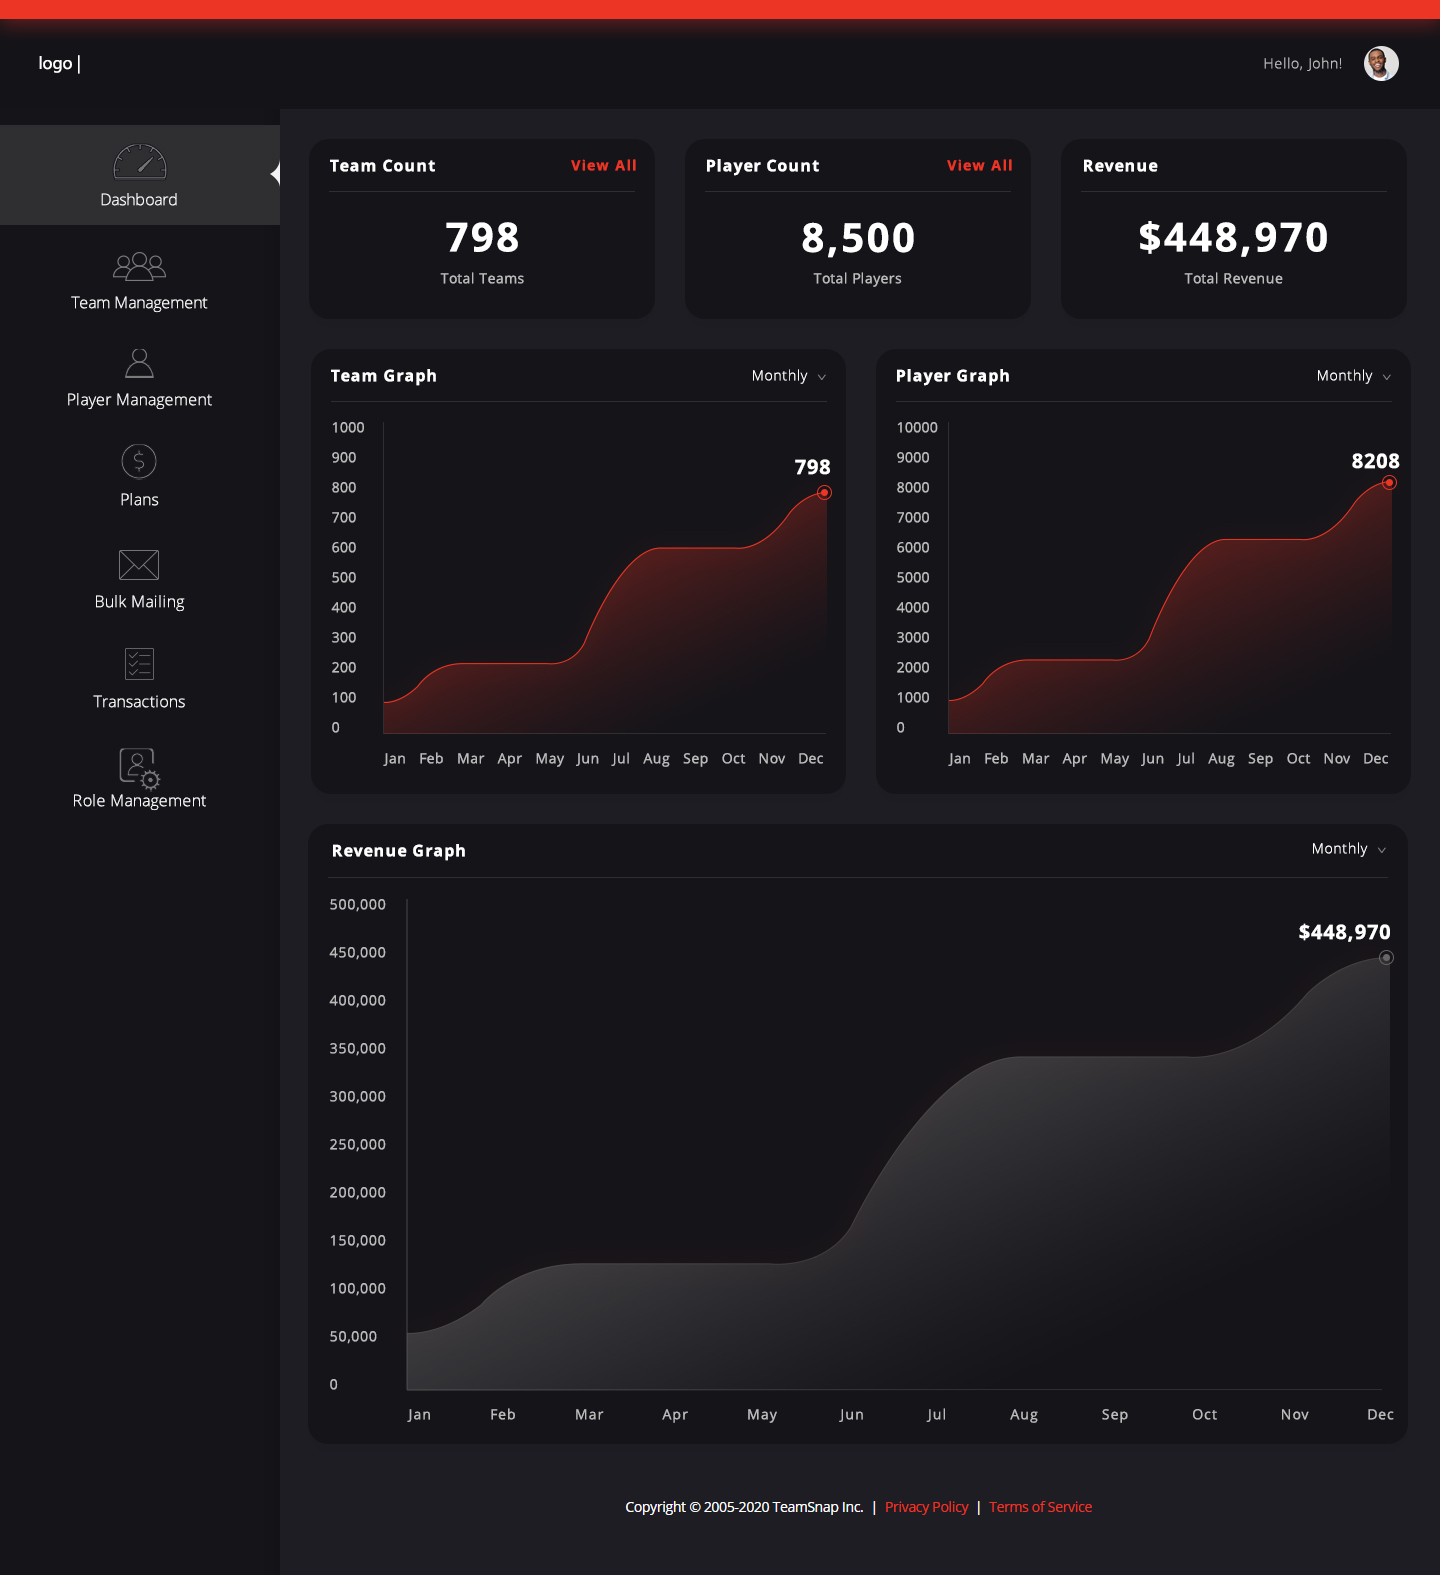 logo |
Hello, John!
Dashboard
Team Management
Player Management
Plans
Bulk Mailing
Transactions
Role Management
Team Count View All
798
Total Teams
Player Count View All
8,500
Total Players
Revenue
$448,970
Total Revenue
Team Graph Monthly
1000
900
800
700
600
500
400
300
200
100
0
798
Jan Feb Mar Apr May Jun Jul Aug Sep Oct Nov Dec
Player Graph Monthly
10000
9000
8000
7000
6000
5000
4000
3000
2000
1000
0
8208
Jan Feb Mar Apr May Jun Jul Aug Sep Oct Nov Dec
Revenue Graph Monthly
500,000
450,000
400,000
350,000
300,000
250,000
200,000
150,000
100,000
50,000
0
$448,970
Jan Feb Mar Apr May Jun Jul Aug Sep Oct Nov Dec
Copyright © 2005-2020 TeamSnap Inc. | Privacy Policy | Terms of Service